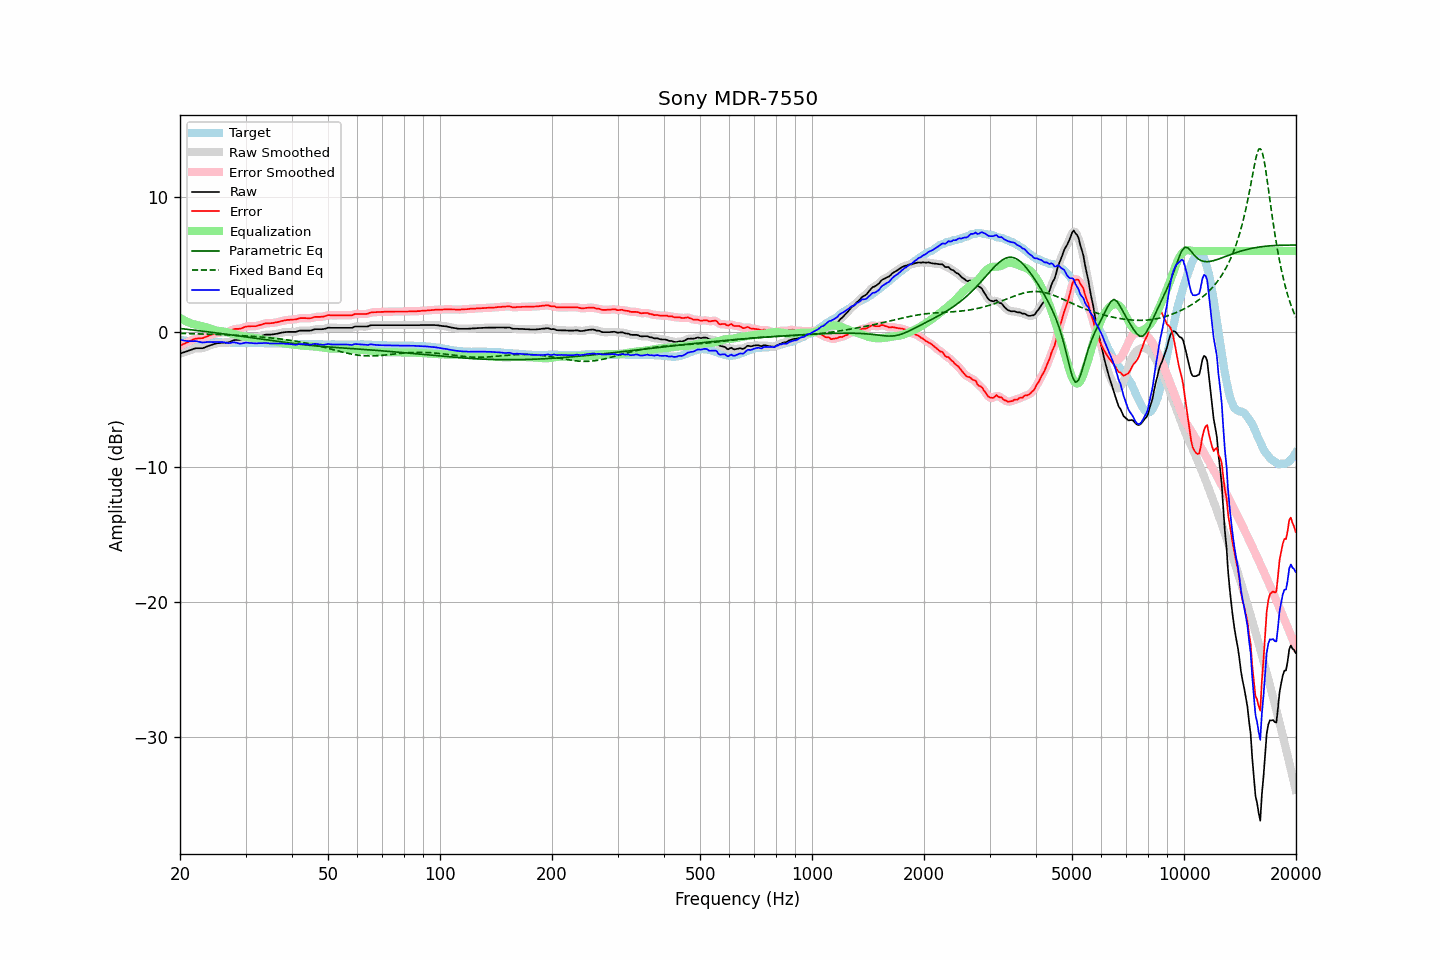 Sony MDR-7550
Target
Raw Smoothed
Error Smoothed
Raw
Error
Equalization
Parametric Eq
Fixed Band Eq
Equalized
Amplitude (dBr)
10
0
−10
−20
−30
20 50 100 200 500 1000 2000 5000 10000 20000
Frequency (Hz)